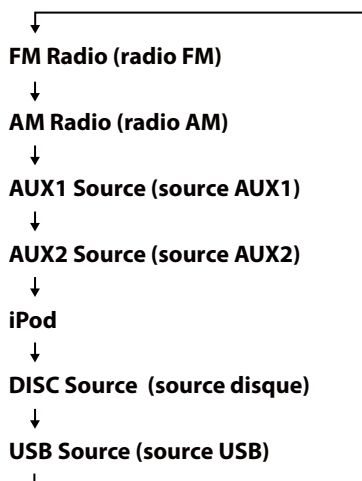 FM Radio (radio FM)
AM Radio (radio AM)
AUX1 Source (source AUX1)
AUX2 Source (source AUX2)
iPod
DISC Source (source disque)
USB Source (source USB)